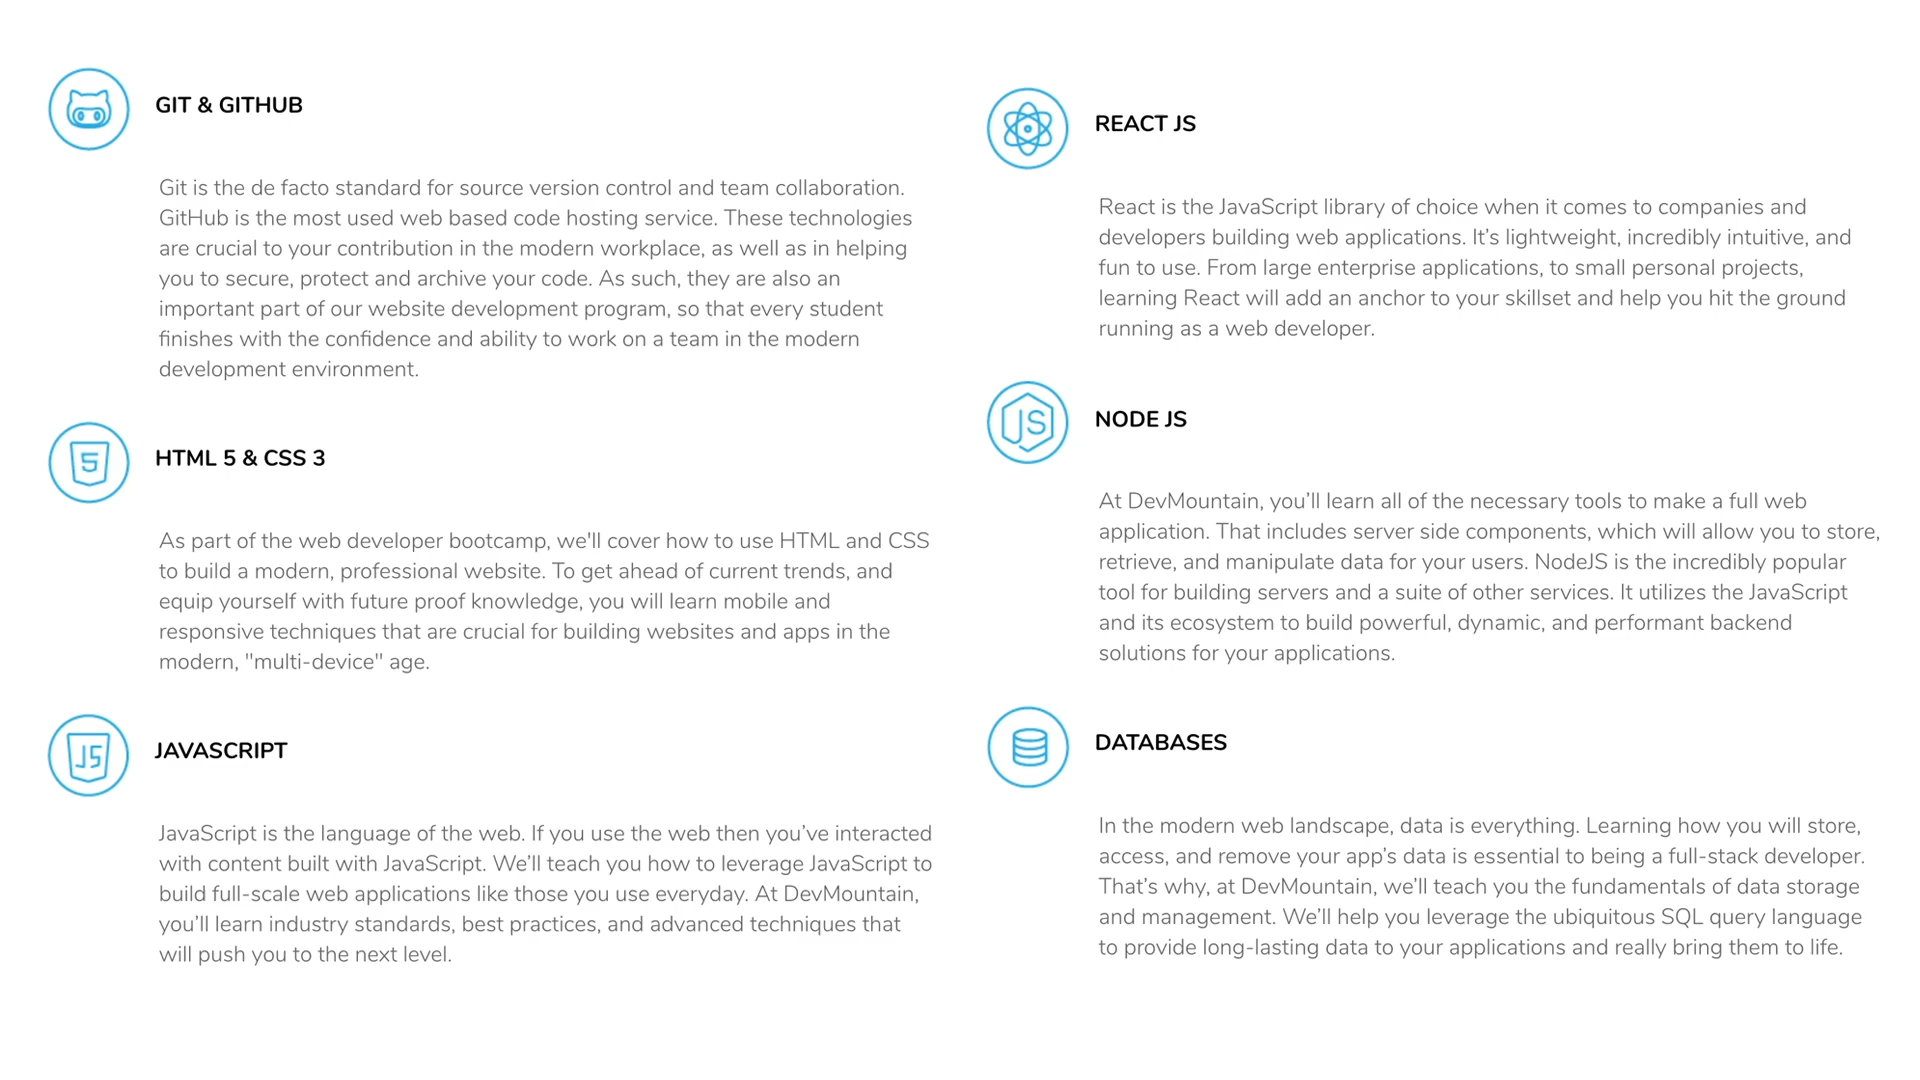 GIT & GITHUB
Git is the de facto standard for source version control and team collaboration.
GitHub is the most used web based code hosting service. These technologies
are crucial to your contribution in the modern workplace, as well as in helping
you to secure, protect and archive your code. As such, they are also an
important part of our website development program, so that every student
finishes with the confidence and ability to work on a team in the modern
development environment.
5
HTML 5 & CSS 3
As part of the web developer bootcamp, we'll cover how to use HTML and CSS
to build a modern, professional website. To get ahead of current trends, and
equip yourself with future proof knowledge, you will learn mobile and
responsive techniques that are crucial for building websites and apps in the
modern, "multi-device" age.
JS
JAVASCRIPT
JavaScript is the language of the web. If you use the web then you’ve interacted
with content built with JavaScript. We’ll teach you how to leverage JavaScript to
build full-scale web applications like those you use everyday. At DevMountain,
you’ll learn industry standards, best practices, and advanced techniques that
will push you to the next level.
REACT JS
React is the JavaScript library of choice when it comes to companies and
developers building web applications. It’s lightweight, incredibly intuitive, and
fun to use. From large enterprise applications, to small personal projects,
learning React will add an anchor to your skillset and help you hit the ground
running as a web developer.
JS
NODE JS
At DevMountain, you’ll learn all of the necessary tools to make a full web
application. That includes server side components, which will allow you to store,
retrieve, and manipulate data for your users. NodeJS is the incredibly popular
tool for building servers and a suite of other services. It utilizes the JavaScript
and its ecosystem to build powerful, dynamic, and performant backend
solutions for your applications.
DATABASES
In the modern web landscape, data is everything. Learning how you will store,
access, and remove your app’s data is essential to being a full-stack developer.
That’s why, at DevMountain, we’ll teach you the fundamentals of data storage
and management. We’ll help you leverage the ubiquitous SQL query language
to provide long-lasting data to your applications and really bring them to life.